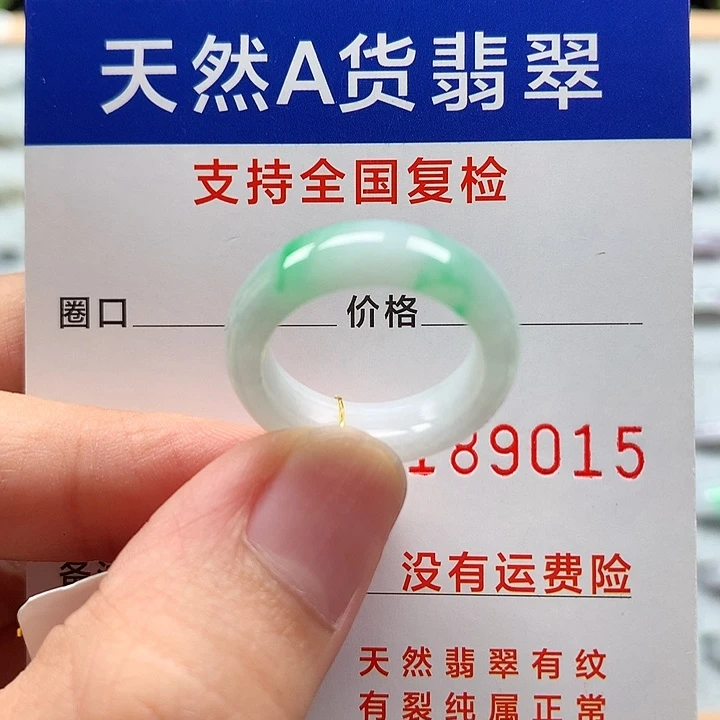 天然A货翡翠
支持全国复检
圈口 价格
189015
没有运费险
天然翡翠有纹
有裂纯属正常